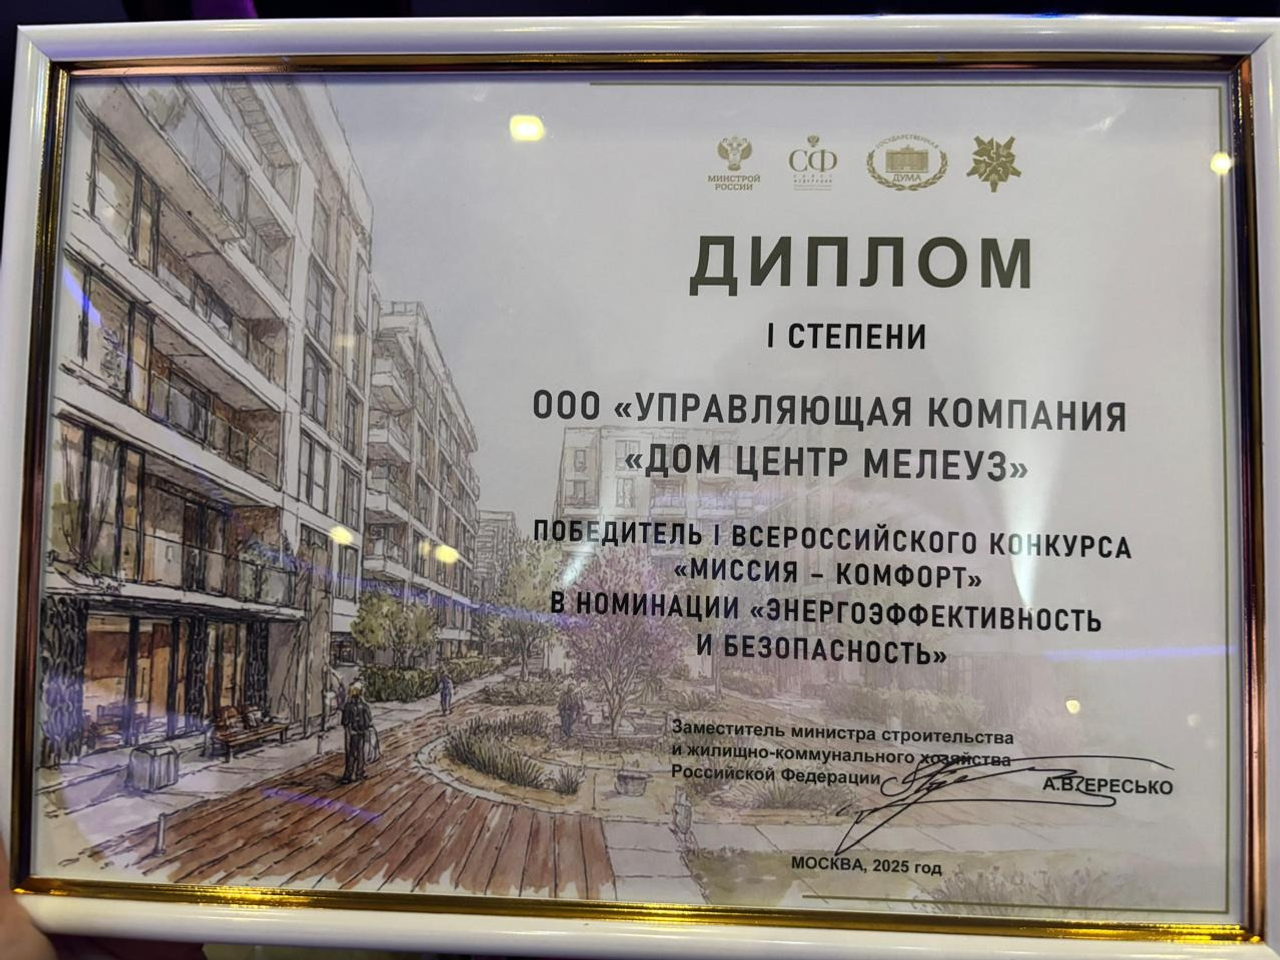 МИНСТРОЙ
РОССИИ
СФ
ГОСУДАРСТВЕННАЯ
ДУМА
ДИПЛОМ
I СТЕПЕНИ
ООО «УПРАВЛЯЮЩАЯ КОМПАНИЯ
«ДОМ ЦЕНТР МЕЛЕУЗ»
ПОБЕДИТЕЛЬ I ВСЕРОССИЙСКОГО КОНКУРСА
«МИССИЯ – КОМФОРТ»
В НОМИНАЦИИ «ЭНЕРГОЭФФЕКТИВНОСТЬ
И БЕЗОПАСНОСТЬ»
Заместитель министра строительства
и жилищно-коммунального хозяйства
Российской Федерации
МОСКВА, 2025 год